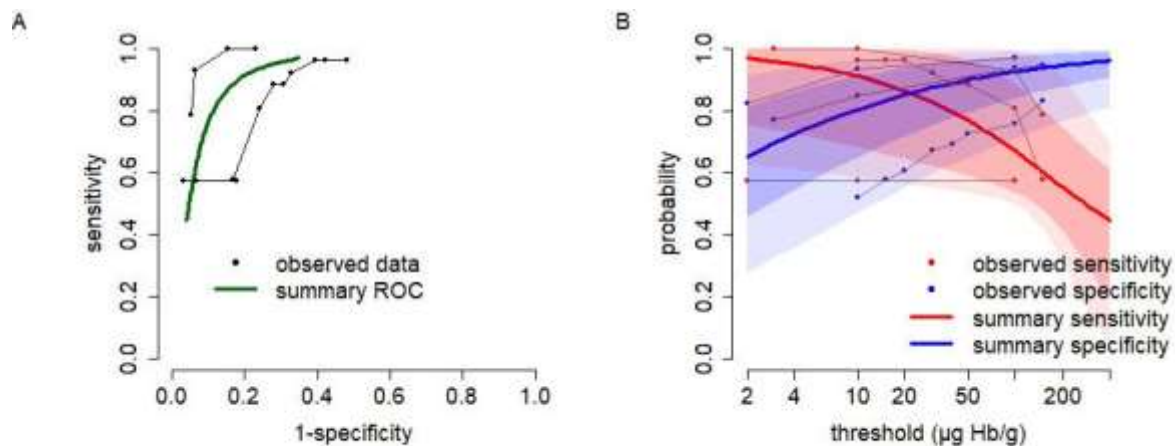 A
B
sensitivity
0.0 0.2 0.4 0.6 0.8 1.0
observed data
summary ROC
0.0 0.2 0.4 0.6 0.8 1.0
1-specificity
probability
0.0 0.2 0.4 0.6 0.8 1.0
observed sensitivity
observed specificity
summary sensitivity
summary specificity
2 4 10 20 50 200
threshold (µg Hb/g)